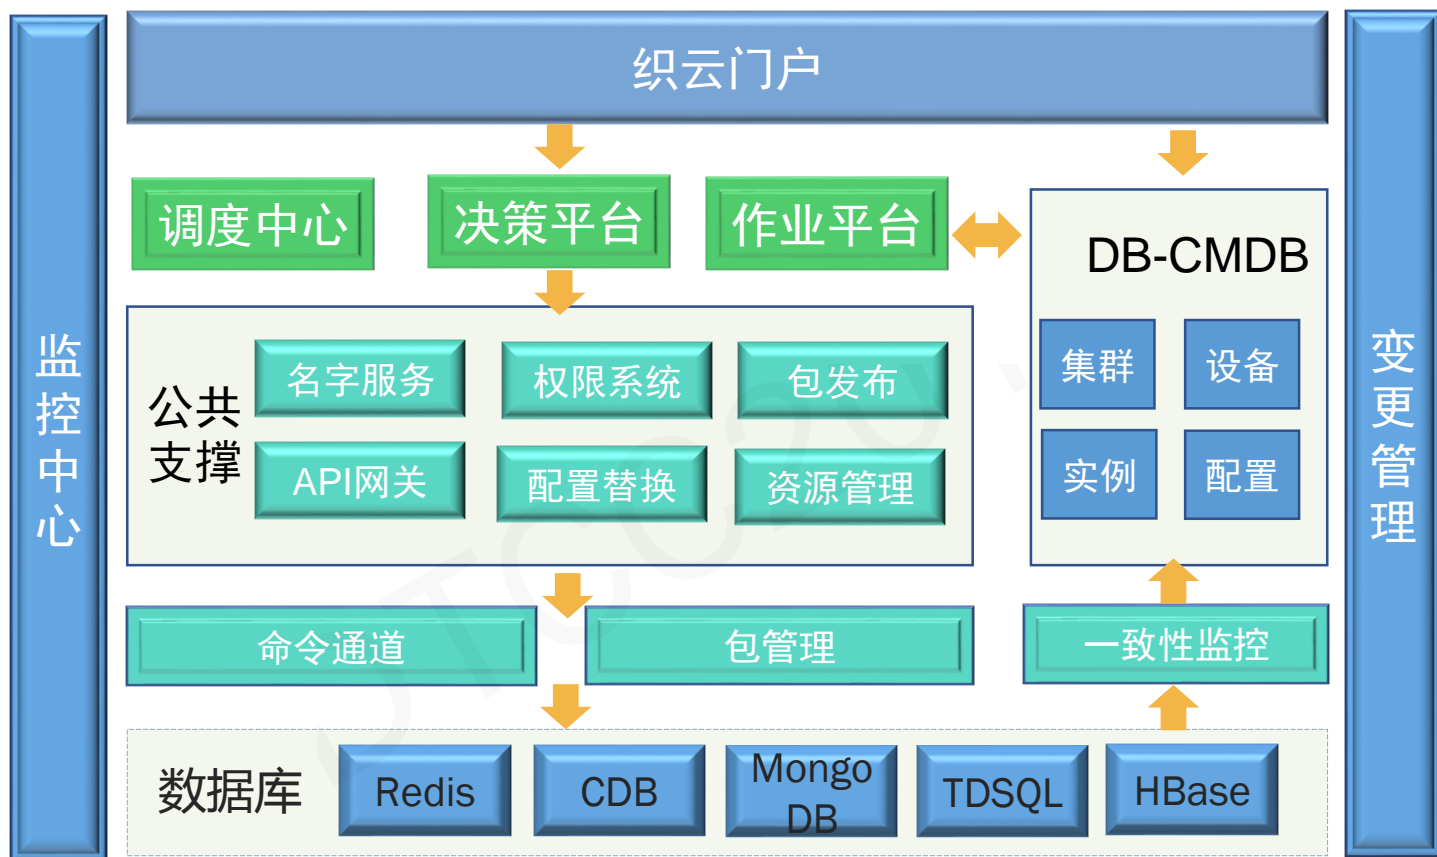 织云门户
监
控
中
心
变
更
管
理
调度中心
决策平台
作业平台
DB-CMDB
集群
设备
实例
配置
公共
支撑
名字服务
权限系统
包发布
API网关
配置替换
资源管理
命令通道
包管理
一致性监控
数据库
Redis
CDB
Mongo
DB
TDSQL
HBase